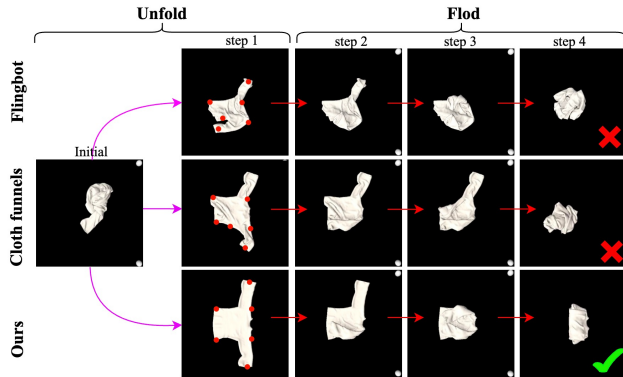 Unfold
Flod
step 1
step 2
step 3
step 4
Flingbot
Initial
Cloth funnels
Ours